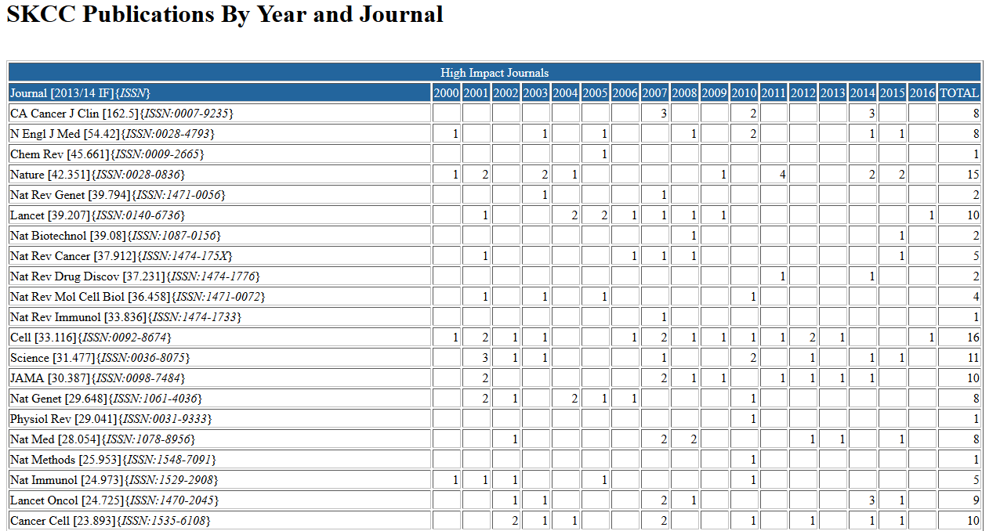 SKCC Publications By Year and Journal
High Impact Journals
Journal [2013/14 IF]{ISSN} 2000 2001 2002 2003 2004 2005 2006 2007 2008 2009 2010 2011 2012 2013 2014 2015 2016 TOTAL
CA Cancer J Clin [162.5]{ISSN:0007-9235} 3 2 3 8
N Engl J Med [54.42]{ISSN:0028-4793} 1 1 1 1 2 1 1 8
Chem Rev [45.661]{ISSN:0009-2665} 1 1
Nature [42.351]{ISSN:0028-0836} 1 2 2 1 1 4 2 2 15
Nat Rev Genet [39.794]{ISSN:1471-0056} 1 1 2
Lancet [39.207]{ISSN:0140-6736} 1 2 2 1 1 1 1 1 10
Nat Biotechnol [39.08]{ISSN:1087-0156} 1 1 2
Nat Rev Cancer [37.912]{ISSN:1474-175X} 1 1 1 1 1 5
Nat Rev Drug Discov [37.231]{ISSN:1474-1776} 1 1 2
Nat Rev Mol Cell Biol [36.458]{ISSN:1471-0072} 1 1 1 1 4
Nat Rev Immunol [33.836]{ISSN:1474-1733} 1 1
Cell [33.116]{ISSN:0092-8674} 1 2 1 1 1 2 1 1 1 1 2 1 1 16
Science [31.477]{ISSN:0036-8075} 3 1 1 1 2 1 1 1 11
JAMA [30.387]{ISSN:0098-7484} 2 2 1 1 1 1 1 1 10
Nat Genet [29.648]{ISSN:1061-4036} 2 1 2 1 1 1 8
Physiol Rev [29.041]{ISSN:0031-9333} 1 1
Nat Med [28.054]{ISSN:1078-8956} 1 2 2 1 1 1 8
Nat Methods [25.953]{ISSN:1548-7091} 1 1
Nat Immunol [24.973]{ISSN:1529-2908} 1 1 1 1 1 5
Lancet Oncol [24.725]{ISSN:1470-2045} 1 1 2 1 3 1 9
Cancer Cell [23.893]{ISSN:1535-6108} 2 1 1 2 1 1 1 1 10